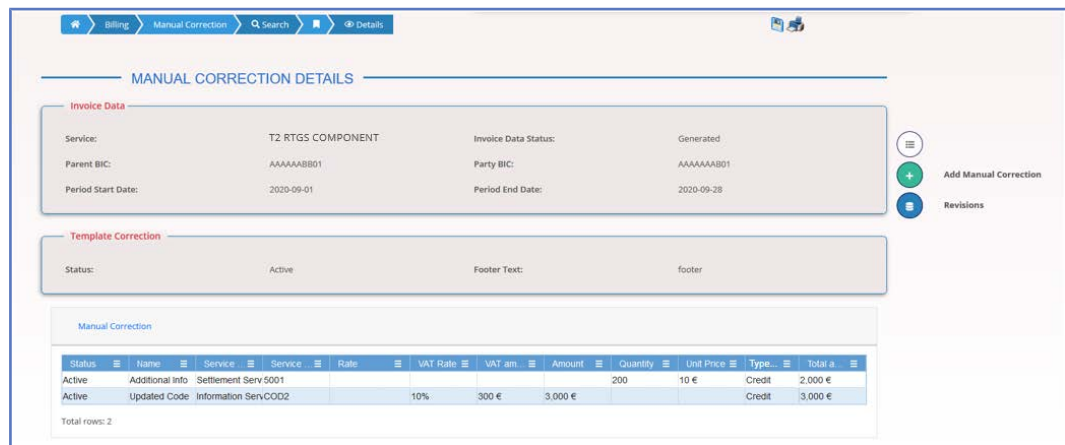 Billing Manual Correction Search Details
MANUAL CORRECTION DETAILS
Invoice Data
Service: T2 RTGS COMPONENT Invoice Data Status: Generated
Parent BIC: AAAAAABB01 Party BIC: AAAAAAAB01
Period Start Date: 2020-09-01 Period End Date: 2020-09-28
Add Manual Correction
Revisions
Template Correction
Status: Active Footer Text: footer
Manual Correction
Status Name Service Service ... Rate VAT Rate VAT am... Amount Quantity Unit Price Type... Total a...
Active Additional Info Settlement Serv 5001 200 10 € Credit 2,000 €
Active Updated Code Information Serv COD2 10% 300 € 3,000 € Credit 3,000 €
Total rows: 2